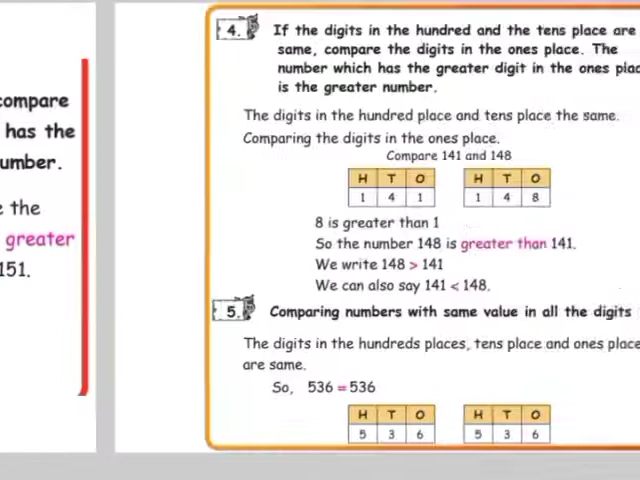 compare
has the
umber.
e the
greater
151.
4. If the digits in the hundred and the tens place are
same, compare the digits in the ones place. The
number which has the greater digit in the ones plac
is the greater number.
The digits in the hundred place and tens place the same.
Comparing the digits in the ones place.
Compare 141 and 148
H T O H T O
1 4 1 1 4 8
8 is greater than 1
So the number 148 is greater than 141.
We write 148 > 141
We can also say 141 < 148.
5. Comparing numbers with same value in all the digits
The digits in the hundreds places, tens place and ones place
are same.
So, 536 = 536
H T O H T O
5 3 6 5 3 6